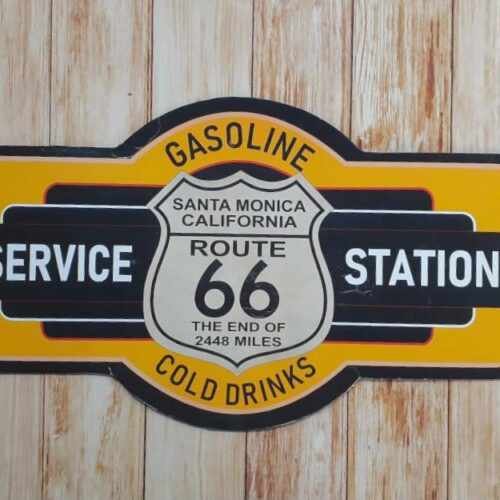 GASOLINE
SANTA MONICA
CALIFORNIA
ROUTE
66
THE END OF
2448 MILES
SERVICE STATION
COLD DRINKS